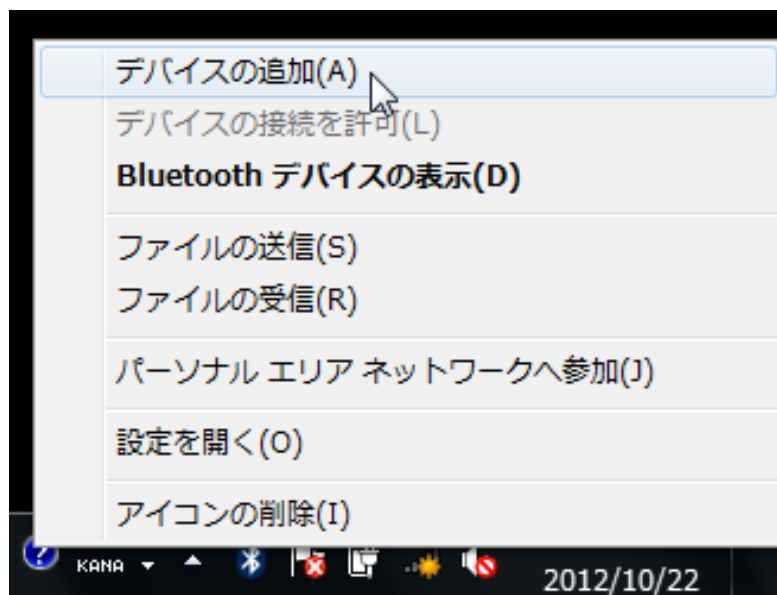 デバイスの追加(A)
デバイスの接続を許可(L)
Bluetooth デバイスの表示(D)
ファイルの送信(S)
ファイルの受信(R)
パーソナル エリア ネットワークへ参加(J)
設定を開く(O)
アイコンの削除(I)
KANA
2012/10/22